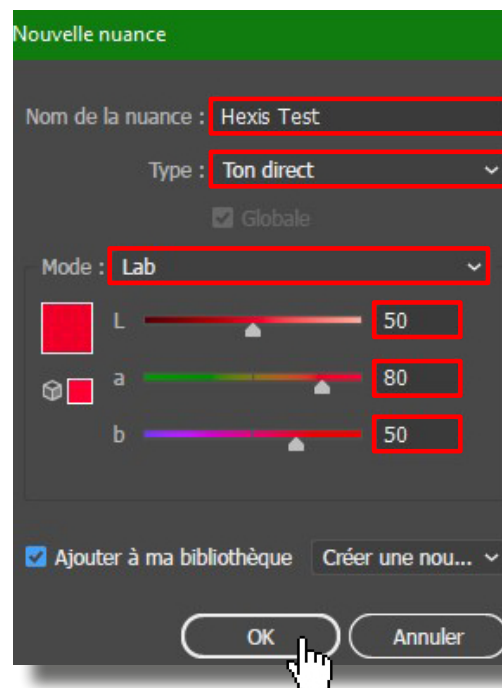 Nouvelle nuance
Nom de la nuance : Hexis Test
Type : Ton direct
Globale
Mode : Lab
L 50
a 80
b 50
Ajouter à ma bibliothèque Créer une nou...
OK Annuler